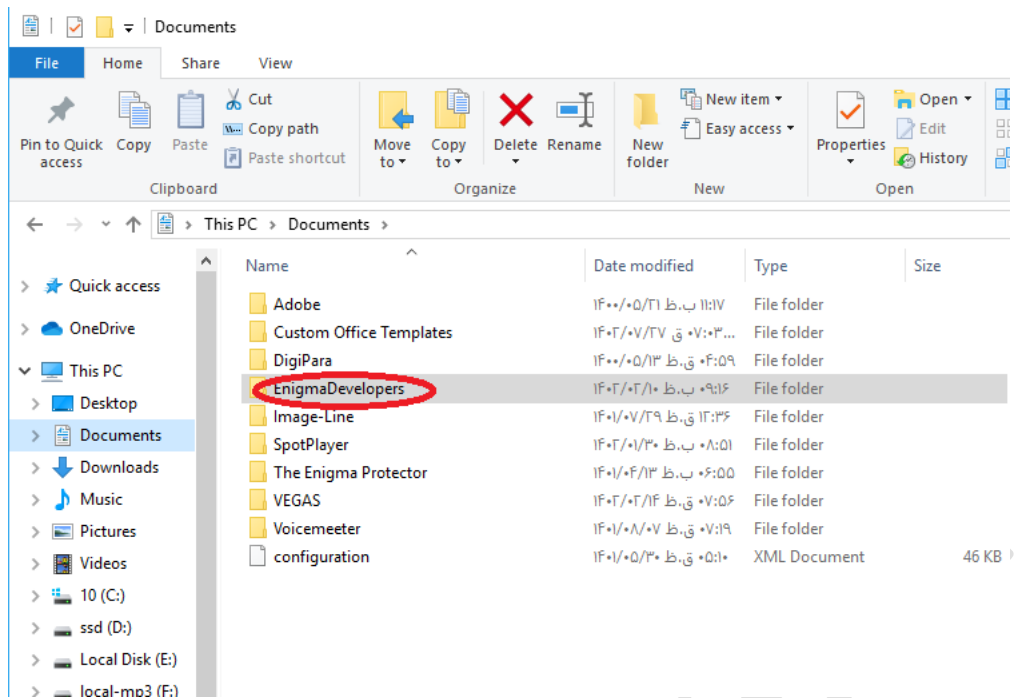 Documents
File Home Share View
Pin to Quick access
Copy
Paste
Cut
Copy path
Paste shortcut
Clipboard
Move to
Copy to
Delete
Rename
Organize
New folder
New item
Easy access
New
Properties
Open
Edit
History
Open
This PC > Documents >
Name Date modified Type Size
Adobe ۱۴۰۰/۰۵/۲۱ ب.ظ ۱۱:۱۷ File folder
Custom Office Templates ۱۴۰۲/۰۷/۲۷ ق ۰۷:۰۳... File folder
DigiPara ۱۴۰۰/۰۵/۱۳ ق.ظ ۰۴:۵۹ File folder
EnigmaDevelopers ۱۴۰۲/۰۲/۱۰ ب.ظ ۰۹:۱۶ File folder
Image-Line ۱۴۰۱/۰۷/۲۹ ق.ظ ۱۲:۳۶ File folder
SpotPlayer ۱۴۰۲/۰۱/۳۰ ب.ظ ۰۸:۵۱ File folder
The Enigma Protector ۱۴۰۱/۰۴/۱۳ ب.ظ ۰۶:۵۵ File folder
VEGAS ۱۴۰۲/۰۲/۱۴ ق.ظ ۰۷:۵۶ File folder
Voicemeeter ۱۴۰۱/۰۸/۰۷ ق.ظ ۰۷:۱۹ File folder
configuration ۱۴۰۱/۰۵/۳۰ ق.ظ ۰۵:۱۰ XML Document 46 KB
Quick access
OneDrive
This PC
Desktop
Documents
Downloads
Music
Pictures
Videos
10 (C:)
ssd (D:)
Local Disk (E:)
local-mp3 (F:)